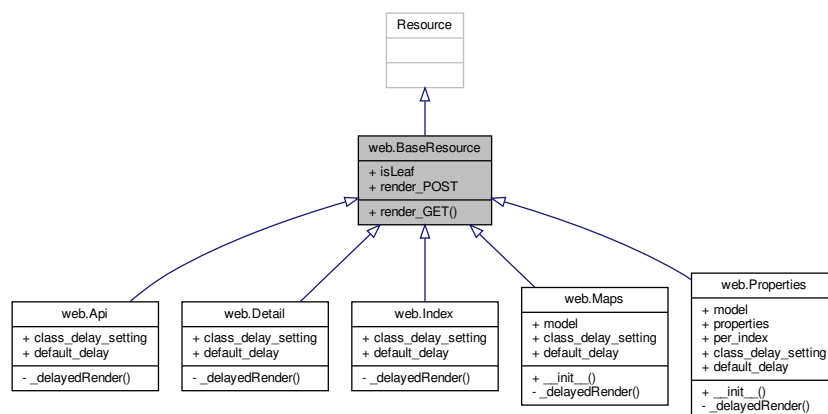 Resource
web.BaseResource
+ isLeaf
+ render_POST
+ render_GET()
web.Api
+ class_delay_setting
+ default_delay
- _delayedRender()
web.Detail
+ class_delay_setting
+ default_delay
- _delayedRender()
web.Index
+ class_delay_setting
+ default_delay
- _delayedRender()
web.Maps
+ model
+ class_delay_setting
+ default_delay
+ __init__()
- _delayedRender()
web.Properties
+ model
+ properties
+ per_index
+ class_delay_setting
+ default_delay
+ __init__()
- _delayedRender()